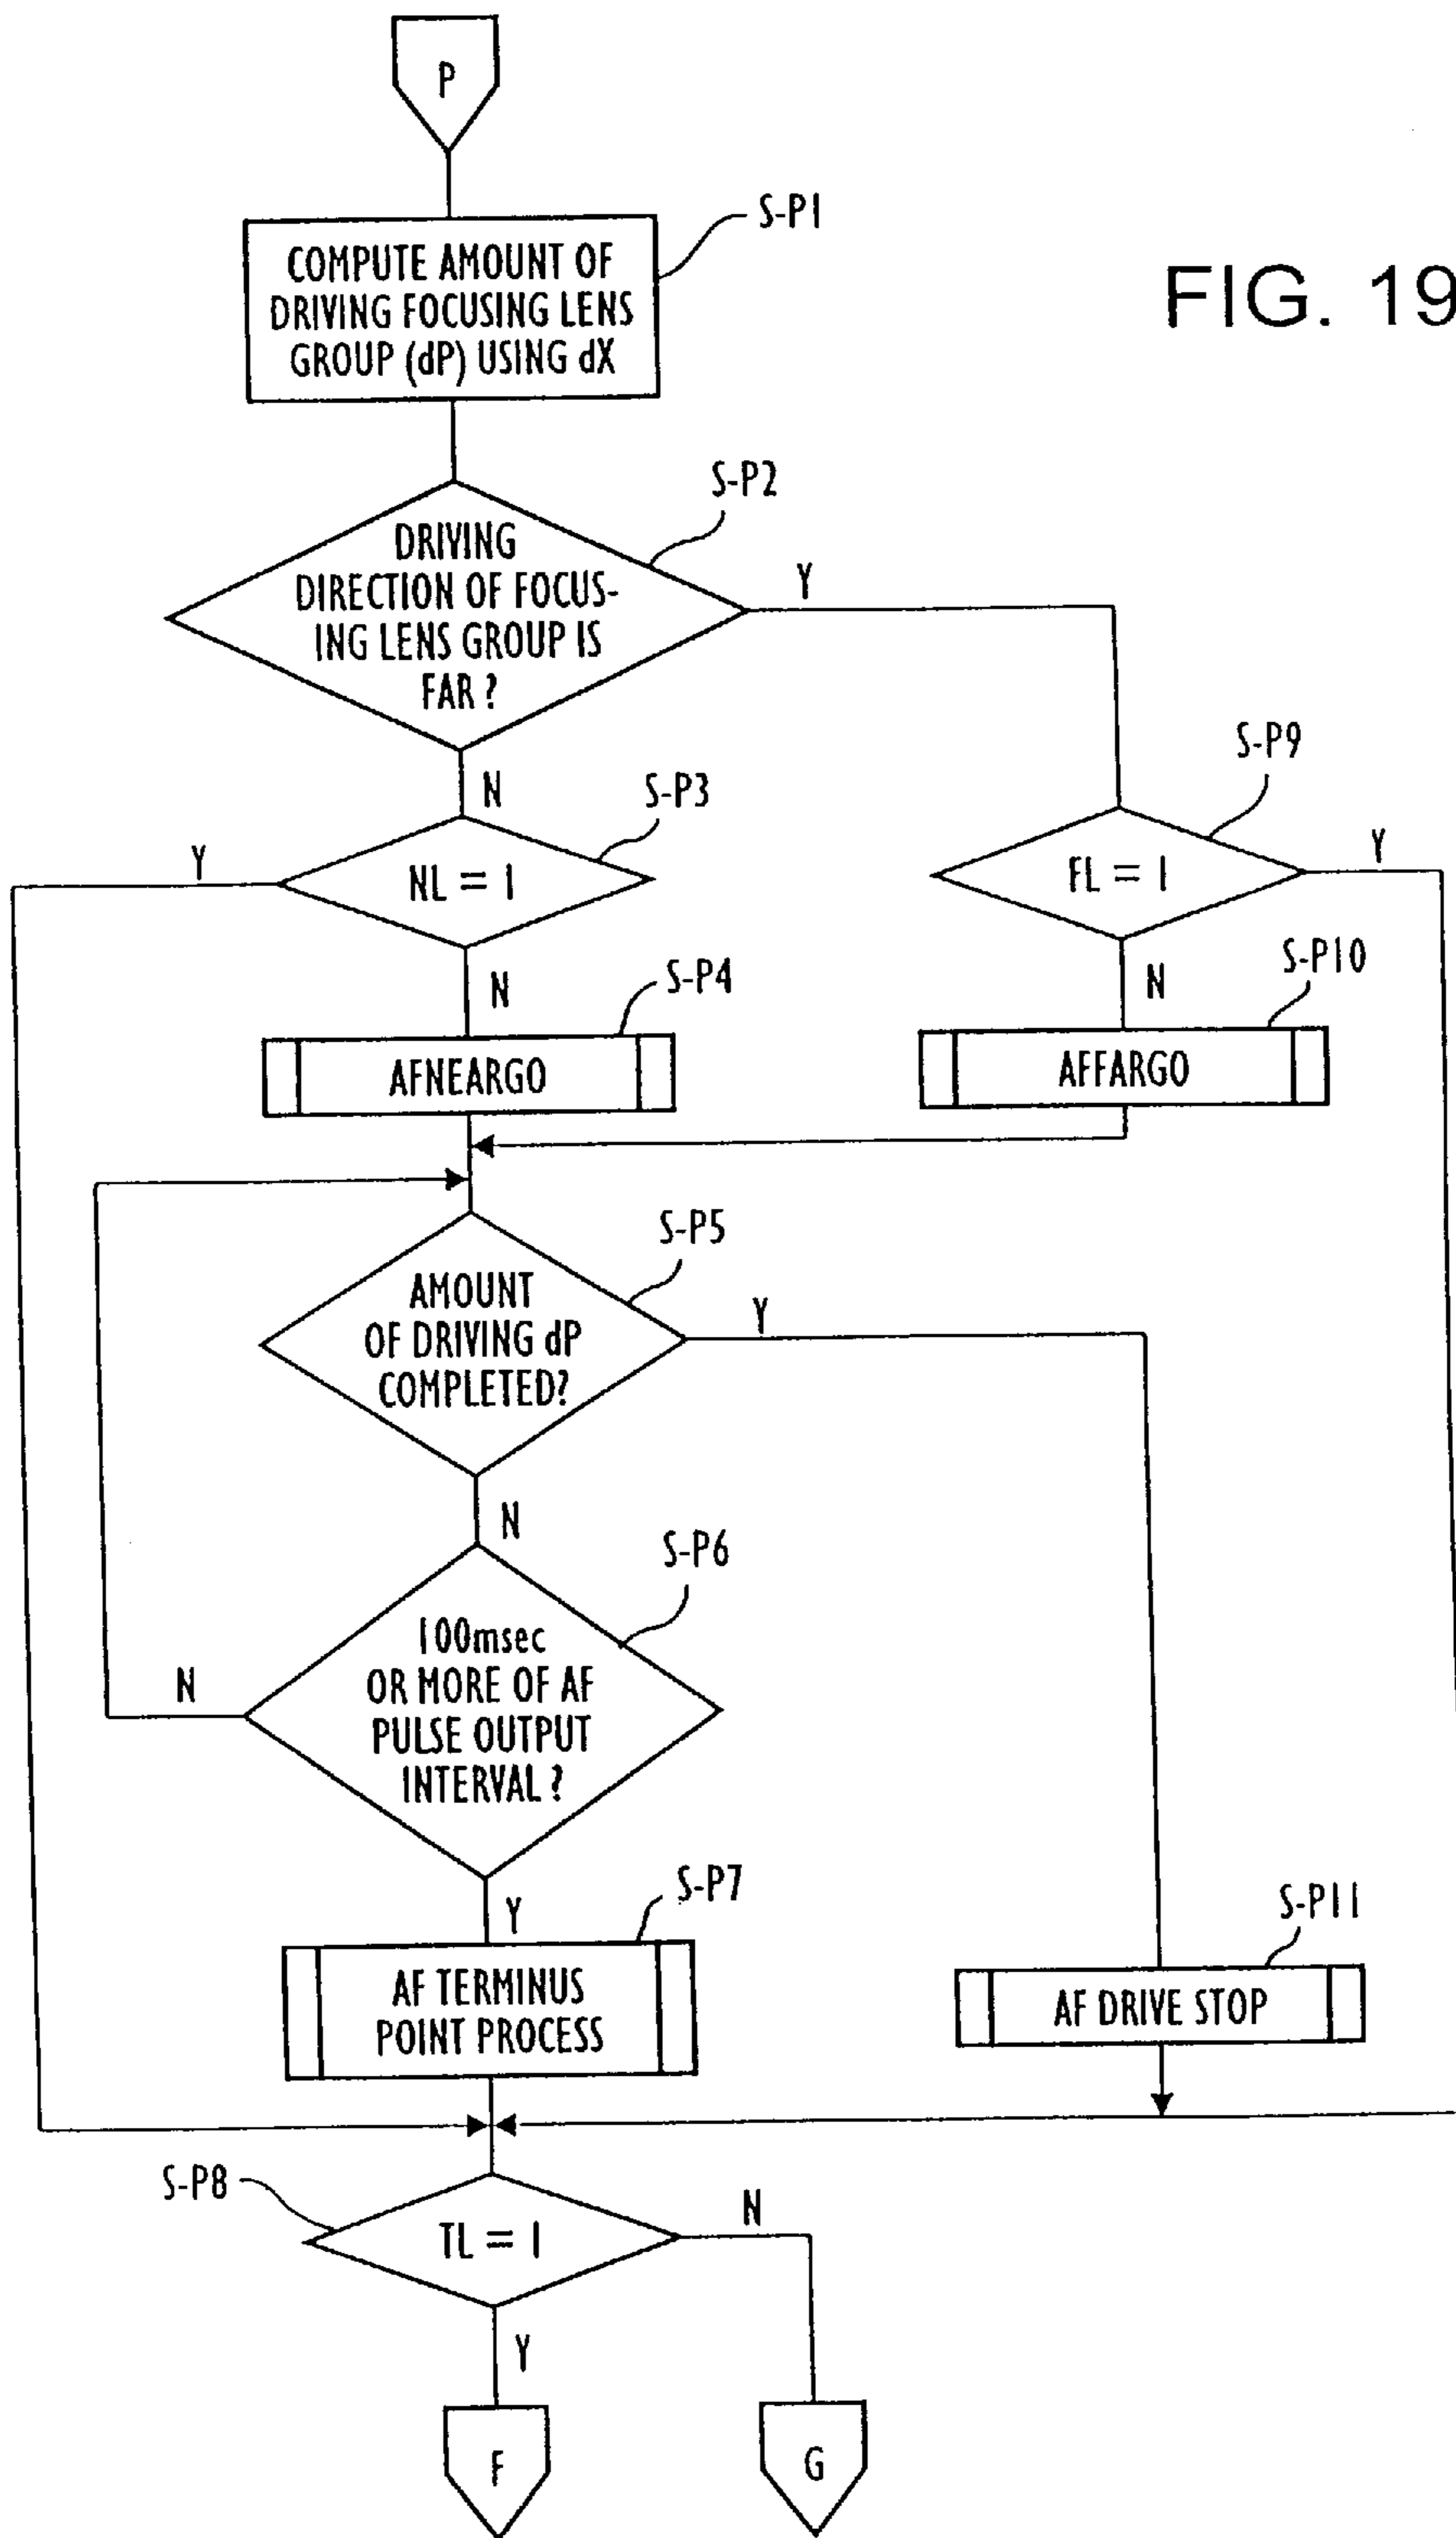 P
S-P1
COMPUTE AMOUNT OF
DRIVING FOCUSING LENS
GROUP (dP) USING dX
FIG. 19
S-P2
DRIVING
DIRECTION OF FOCUS-
ING LENS GROUP IS
FAR ?
Y
N
S-P3
S-P9
Y
NL = 1
FL = 1
Y
N
S-P4
N
S-P10
AFNEARGO
AFFARGO
S-P5
AMOUNT
OF DRIVING dP
COMPLETED?
Y
N
S-P6
100msec
OR MORE OF AF
PULSE OUTPUT
INTERVAL ?
N
Y
S-P7
S-P11
AF TERMINUS
POINT PROCESS
AF DRIVE STOP
S-P8
TL = 1
N
Y
F
G